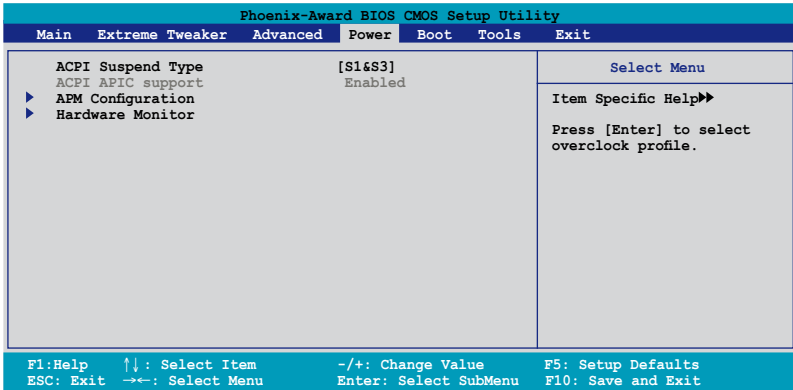 Phoenix-Award BIOS CMOS Setup Utility
Main Extreme Tweaker Advanced Power Boot Tools Exit
ACPI Suspend Type [S1&S3]
ACPI APIC support Enabled
APM Configuration
Hardware Monitor
Select Menu
Item Specific Help
Press [Enter] to select
overclock profile.
F1:Help ↑↓: Select Item -/+: Change Value F5: Setup Defaults
ESC: Exit →←: Select Menu Enter: Select SubMenu F10: Save and Exit